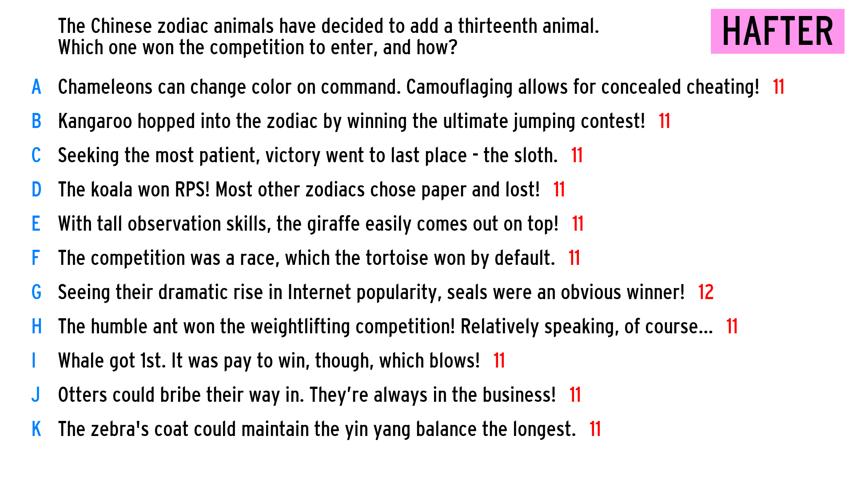 The Chinese zodiac animals have decided to add a thirteenth animal.
Which one won the competition to enter, and how?
HAFTER
A Chameleons can change color on command. Camouflaging allows for concealed cheating! 11
B Kangaroo hopped into the zodiac by winning the ultimate jumping contest! 11
C Seeking the most patient, victory went to last place - the sloth. 11
D The koala won RPS! Most other zodiacs chose paper and lost! 11
E With tall observation skills, the giraffe easily comes out on top! 11
F The competition was a race, which the tortoise won by default. 11
G Seeing their dramatic rise in Internet popularity, seals were an obvious winner! 12
H The humble ant won the weightlifting competition! Relatively speaking, of course... 11
I Whale got 1st. It was pay to win, though, which blows! 11
J Otters could bribe their way in. They're always in the business! 11
K The zebra's coat could maintain the yin yang balance the longest. 11